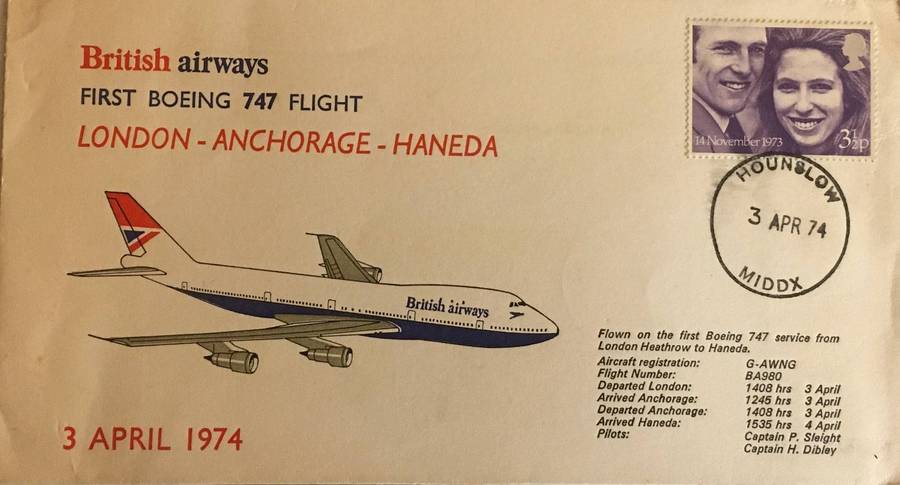 British airways
FIRST BOEING 747 FLIGHT
LONDON - ANCHORAGE - HANEDA
14 November 1973 3½p
HOUNSLOW
3 APR 74
MIDDX
British airways
Flown on the first Boeing 747 service from
London Heathrow to Haneda.
Aircraft registration: G-AWNG
Flight Number: BA980
Departed London: 1408 hrs 3 April
Arrived Anchorage: 1245 hrs 3 April
Departed Anchorage: 1408 hrs 3 April
Arrived Haneda: 1535 hrs 4 April
Pilots: Captain P. Sleight
Captain H. Dibley
3 APRIL 1974